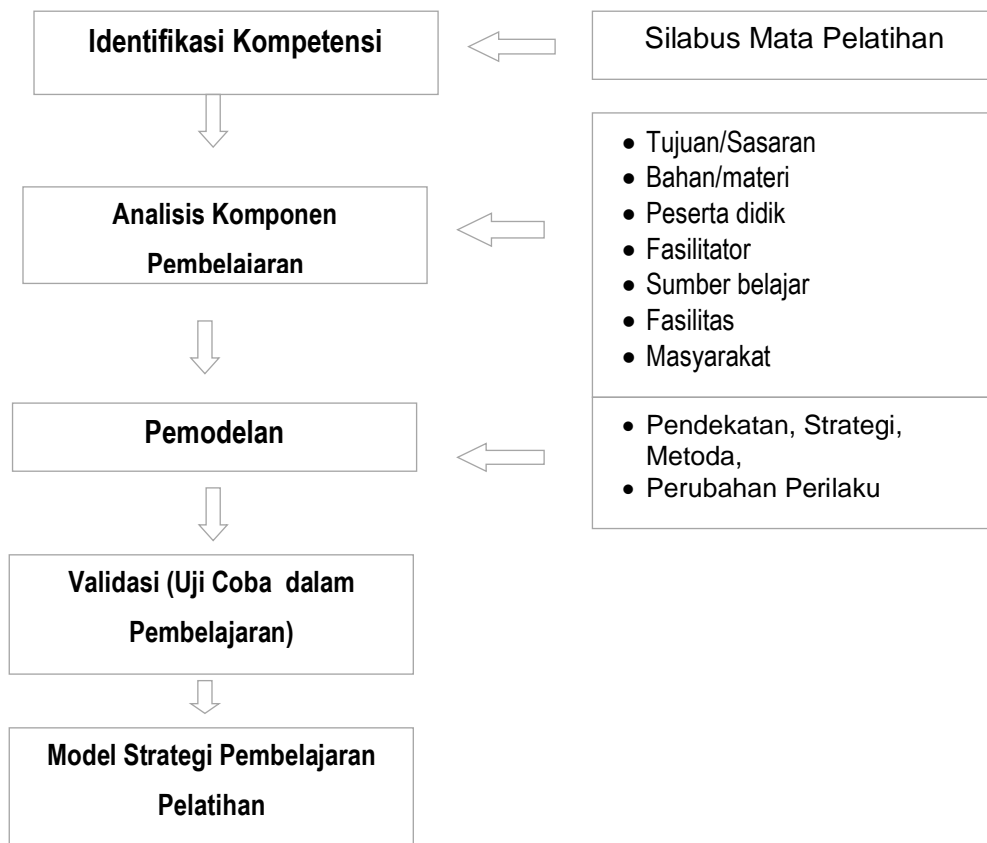 Identifikasi Kompetensi
Silabus Mata Pelatihan
Analisis Komponen
Pembelajaran
• Tujuan/Sasaran
• Bahan/materi
• Peserta didik
• Fasilitator
• Sumber belajar
• Fasilitas
• Masyarakat
Pemodelan
• Pendekatan, Strategi,
Metoda,
• Perubahan Perilaku
Validasi (Uji Coba dalam
Pembelajaran)
Model Strategi Pembelajaran
Pelatihan